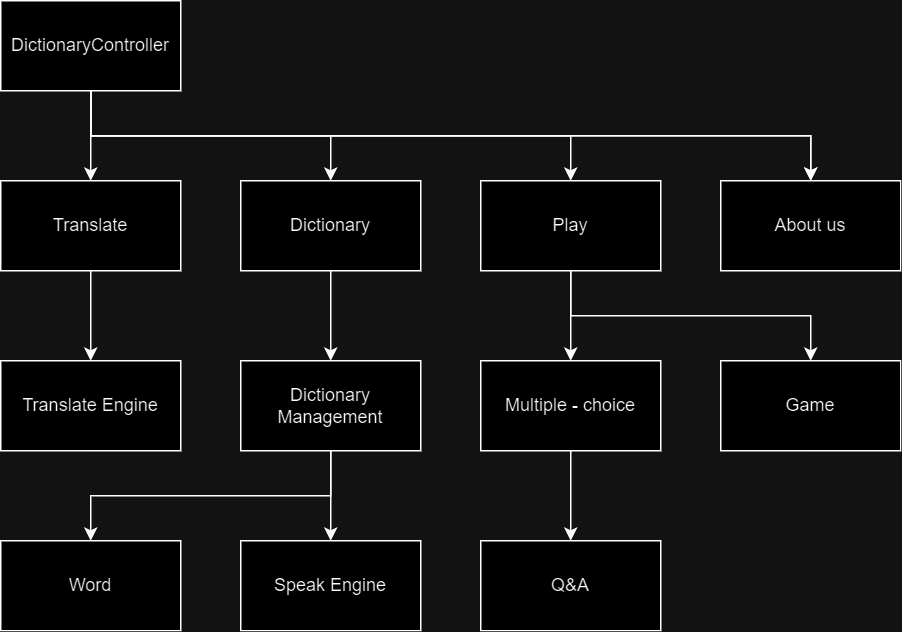 DictionaryController
Translate
Dictionary
Play
About us
Translate Engine
Dictionary
Management
Multiple - choice
Game
Word
Speak Engine
Q&A